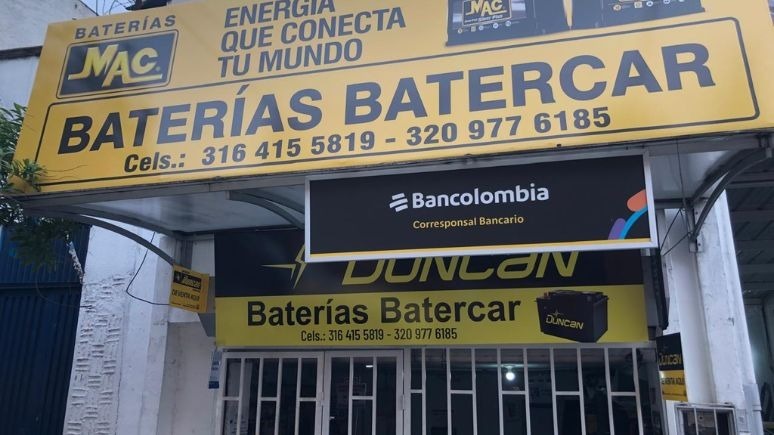 BATERÍAS
MAC
ENERGÍA
QUE CONECTA
TU MUNDO
BATERÍAS BATERCAR
Cels.: 316 415 5819 - 320 977 6185
Bancolombia
Corresponsal Bancario
DUNCAN
Baterías Batercar
Cels.: 316 415 5819 - 320 977 6185
DUNCAN